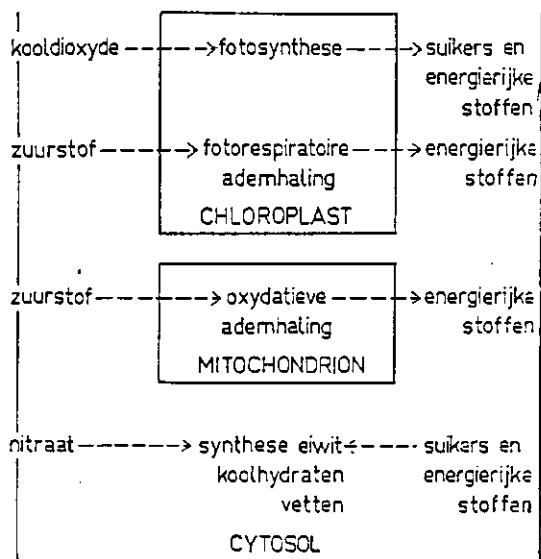 kooldioxyde fotosynthese suikers en
energierijke
stoffen
zuurstof fotorespiratoire energierijke
ademhaling stoffen
CHLOROPLAST
zuurstof oxydatieve energierijke
ademhaling stoffen
MITOCHONDRION
nitraat synthese eiwit suikers en
koolhydraten energierijke
vetten stoffen
CYTOSOL